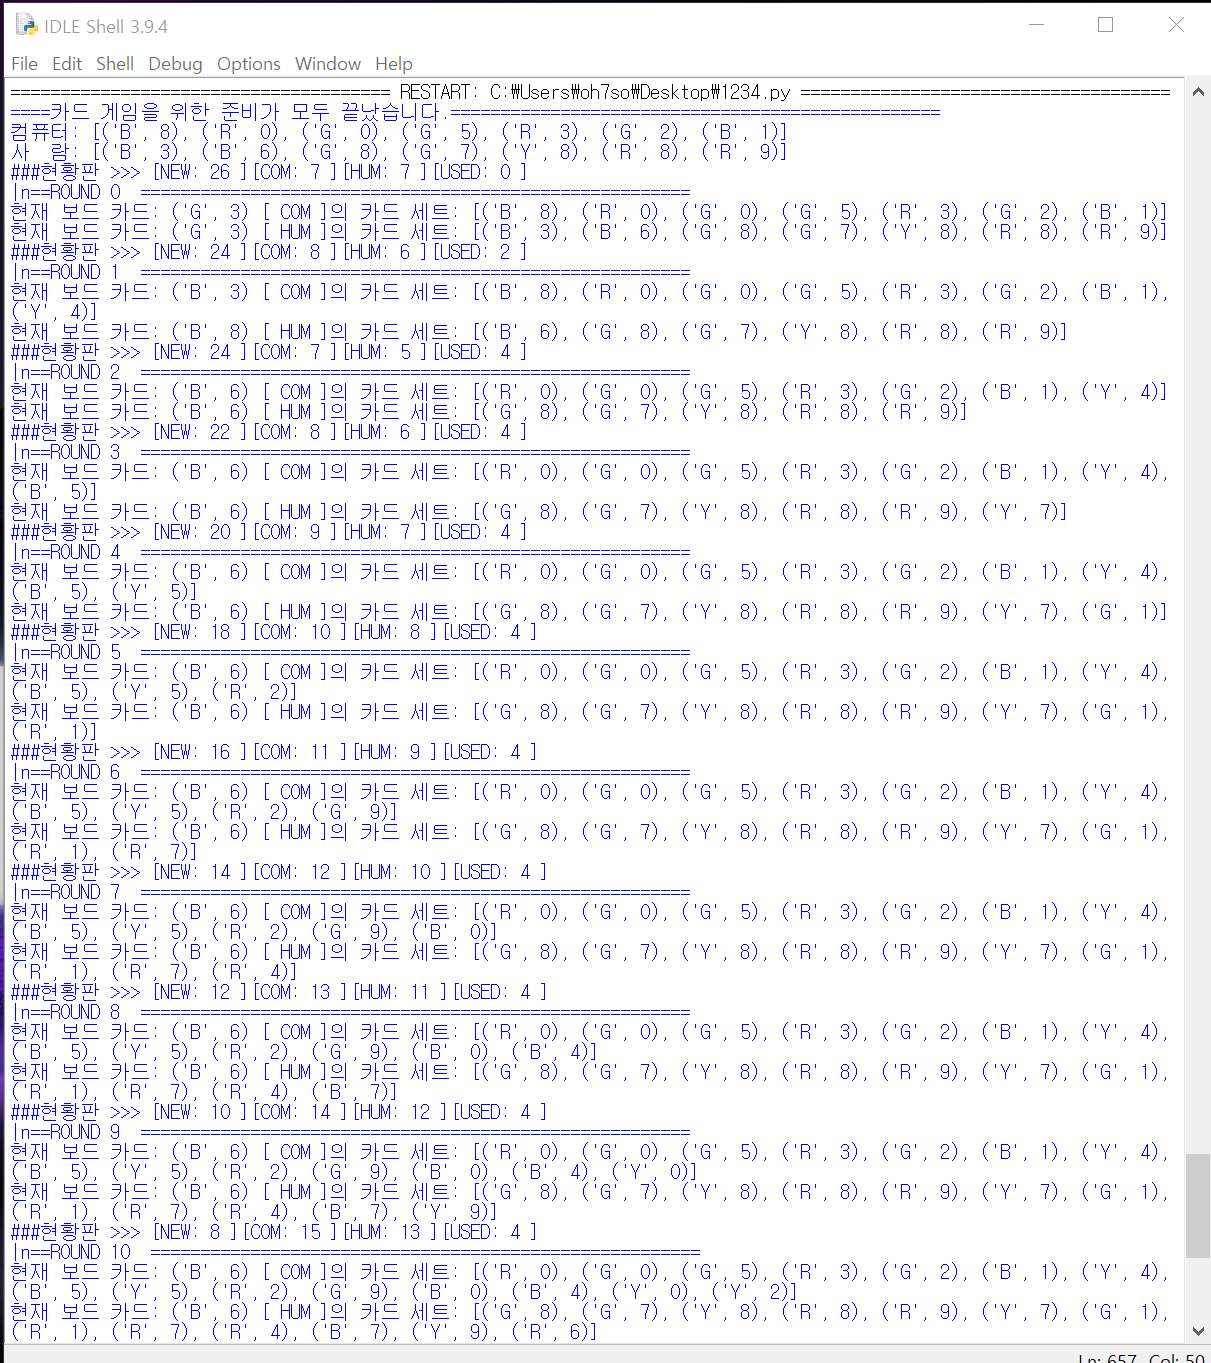 IDLE Shell 3.9.4
File Edit Shell Debug Options Window Help
====================================== RESTART: C:₩Users₩oh7so₩Desktop₩1234.py =====================================
====카드 게임을 위한 준비가 모두 끝났습니다.=================================================
컴퓨터: [('B', 8), ('R', 0), ('G', 0), ('G', 5), ('R', 3), ('G', 2), ('B', 1)]
사  람: [('B', 3), ('B', 6), ('G', 8), ('G', 7), ('Y', 8), ('R', 8), ('R', 9)]
###현황판 >>> [NEW: 26 ][COM: 7 ][HUM: 7 ][USED: 0 ]
|n==ROUND 0  =======================================================
현재 보드 카드: ('G', 3) [ COM ]의 카드 세트: [('B', 8), ('R', 0), ('G', 0), ('G', 5), ('R', 3), ('G', 2), ('B', 1)]
현재 보드 카드: ('G', 3) [ HUM ]의 카드 세트: [('B', 3), ('B', 6), ('G', 8), ('G', 7), ('Y', 8), ('R', 8), ('R', 9)]
###현황판 >>> [NEW: 24 ][COM: 8 ][HUM: 6 ][USED: 2 ]
|n==ROUND 1  =======================================================
현재 보드 카드: ('B', 3) [ COM ]의 카드 세트: [('B', 8), ('R', 0), ('G', 0), ('G', 5), ('R', 3), ('G', 2), ('B', 1),
('Y', 4)]
현재 보드 카드: ('B', 8) [ HUM ]의 카드 세트: [('B', 6), ('G', 8), ('G', 7), ('Y', 8), ('R', 8), ('R', 9)]
###현황판 >>> [NEW: 24 ][COM: 7 ][HUM: 5 ][USED: 4 ]
|n==ROUND 2  =======================================================
현재 보드 카드: ('B', 6) [ COM ]의 카드 세트: [('R', 0), ('G', 0), ('G', 5), ('R', 3), ('G', 2), ('B', 1), ('Y', 4)]
현재 보드 카드: ('B', 6) [ HUM ]의 카드 세트: [('G', 8), ('G', 7), ('Y', 8), ('R', 8), ('R', 9)]
###현황판 >>> [NEW: 22 ][COM: 8 ][HUM: 6 ][USED: 4 ]
|n==ROUND 3  =======================================================
현재 보드 카드: ('B', 6) [ COM ]의 카드 세트: [('R', 0), ('G', 0), ('G', 5), ('R', 3), ('G', 2), ('B', 1), ('Y', 4),
('B', 5)]
현재 보드 카드: ('B', 6) [ HUM ]의 카드 세트: [('G', 8), ('G', 7), ('Y', 8), ('R', 8), ('R', 9), ('Y', 7)]
###현황판 >>> [NEW: 20 ][COM: 9 ][HUM: 7 ][USED: 4 ]
|n==ROUND 4  =======================================================
현재 보드 카드: ('B', 6) [ COM ]의 카드 세트: [('R', 0), ('G', 0), ('G', 5), ('R', 3), ('G', 2), ('B', 1), ('Y', 4),
('B', 5), ('Y', 5)]
현재 보드 카드: ('B', 6) [ HUM ]의 카드 세트: [('G', 8), ('G', 7), ('Y', 8), ('R', 8), ('R', 9), ('Y', 7), ('G', 1)]
###현황판 >>> [NEW: 18 ][COM: 10 ][HUM: 8 ][USED: 4 ]
|n==ROUND 5  =======================================================
현재 보드 카드: ('B', 6) [ COM ]의 카드 세트: [('R', 0), ('G', 0), ('G', 5), ('R', 3), ('G', 2), ('B', 1), ('Y', 4),
('B', 5), ('Y', 5), ('R', 2)]
현재 보드 카드: ('B', 6) [ HUM ]의 카드 세트: [('G', 8), ('G', 7), ('Y', 8), ('R', 8), ('R', 9), ('Y', 7), ('G', 1),
('R', 1)]
###현황판 >>> [NEW: 16 ][COM: 11 ][HUM: 9 ][USED: 4 ]
|n==ROUND 6  =======================================================
현재 보드 카드: ('B', 6) [ COM ]의 카드 세트: [('R', 0), ('G', 0), ('G', 5), ('R', 3), ('G', 2), ('B', 1), ('Y', 4),
('B', 5), ('Y', 5), ('R', 2), ('G', 9)]
현재 보드 카드: ('B', 6) [ HUM ]의 카드 세트: [('G', 8), ('G', 7), ('Y', 8), ('R', 8), ('R', 9), ('Y', 7), ('G', 1),
('R', 1), ('R', 7)]
###현황판 >>> [NEW: 14 ][COM: 12 ][HUM: 10 ][USED: 4 ]
|n==ROUND 7  =======================================================
현재 보드 카드: ('B', 6) [ COM ]의 카드 세트: [('R', 0), ('G', 0), ('G', 5), ('R', 3), ('G', 2), ('B', 1), ('Y', 4),
('B', 5), ('Y', 5), ('R', 2), ('G', 9), ('B', 0)]
현재 보드 카드: ('B', 6) [ HUM ]의 카드 세트: [('G', 8), ('G', 7), ('Y', 8), ('R', 8), ('R', 9), ('Y', 7), ('G', 1),
('R', 1), ('R', 7), ('R', 4)]
###현황판 >>> [NEW: 12 ][COM: 13 ][HUM: 11 ][USED: 4 ]
|n==ROUND 8  =======================================================
현재 보드 카드: ('B', 6) [ COM ]의 카드 세트: [('R', 0), ('G', 0), ('G', 5), ('R', 3), ('G', 2), ('B', 1), ('Y', 4),
('B', 5), ('Y', 5), ('R', 2), ('G', 9), ('B', 0), ('B', 4)]
현재 보드 카드: ('B', 6) [ HUM ]의 카드 세트: [('G', 8), ('G', 7), ('Y', 8), ('R', 8), ('R', 9), ('Y', 7), ('G', 1),
('R', 1), ('R', 7), ('R', 4), ('B', 7)]
###현황판 >>> [NEW: 10 ][COM: 14 ][HUM: 12 ][USED: 4 ]
|n==ROUND 9  =======================================================
현재 보드 카드: ('B', 6) [ COM ]의 카드 세트: [('R', 0), ('G', 0), ('G', 5), ('R', 3), ('G', 2), ('B', 1), ('Y', 4),
('B', 5), ('Y', 5), ('R', 2), ('G', 9), ('B', 0), ('B', 4), ('Y', 0)]
현재 보드 카드: ('B', 6) [ HUM ]의 카드 세트: [('G', 8), ('G', 7), ('Y', 8), ('R', 8), ('R', 9), ('Y', 7), ('G', 1),
('R', 1), ('R', 7), ('R', 4), ('B', 7), ('Y', 9)]
###현황판 >>> [NEW: 8 ][COM: 15 ][HUM: 13 ][USED: 4 ]
|n==ROUND 10  =======================================================
현재 보드 카드: ('B', 6) [ COM ]의 카드 세트: [('R', 0), ('G', 0), ('G', 5), ('R', 3), ('G', 2), ('B', 1), ('Y', 4),
('B', 5), ('Y', 5), ('R', 2), ('G', 9), ('B', 0), ('B', 4), ('Y', 0), ('Y', 2)]
현재 보드 카드: ('B', 6) [ HUM ]의 카드 세트: [('G', 8), ('G', 7), ('Y', 8), ('R', 8), ('R', 9), ('Y', 7), ('G', 1),
('R', 1), ('R', 7), ('R', 4), ('B', 7), ('Y', 9), ('R', 6)]
Ln: 657 Col: 50